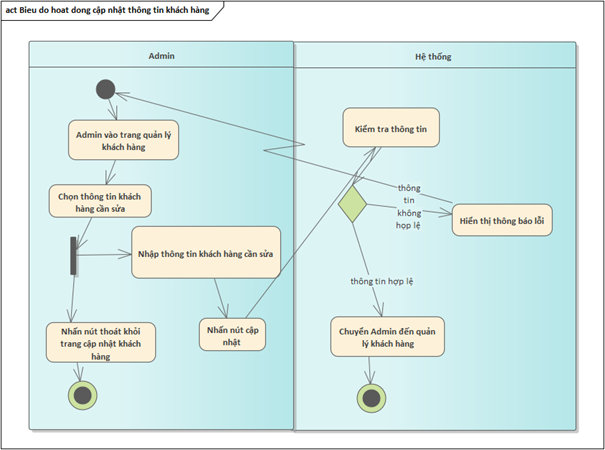 act Bieu do hoat dong cập nhật thông tin khách hàng
Admin
Hệ thống
Admin vào trang quản lý
khách hàng
Kiểm tra thông tin
Chọn thông tin khách
hàng cần sửa
thông
tin
không
hợp lệ
Hiển thị thông báo lỗi
Nhập thông tin khách hàng cần sửa
thông tin hợp lệ
Nhấn nút thoát khỏi
trang cập nhật khách
hàng
Nhấn nút cập
nhật
Chuyển Admin đến quản
lý khách hàng